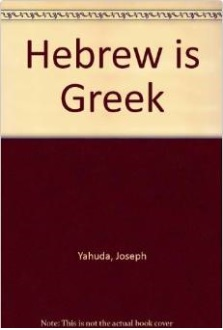 Hebrew is
Greek
Yahuda, Joseph
Note: This is not the actual book cover